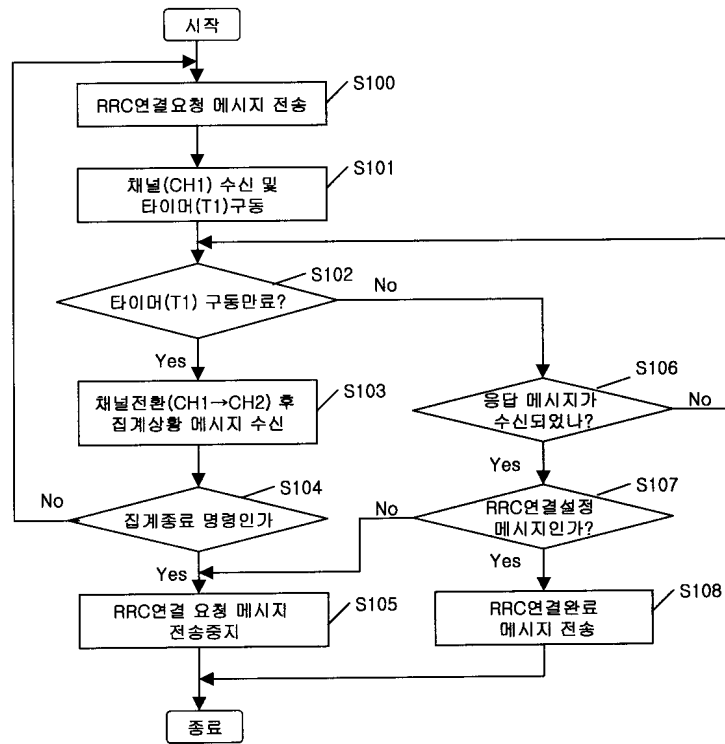 시작
S100
RRC연결요청 메시지 전송
S101
채널(CH1) 수신 및
타이머(T1)구동
S102
타이머(T1) 구동만료?
No
Yes
S103
채널전환(CH1→CH2) 후
집계상황 메시지 수신
S106
응답 메시지가
수신되었나?
No
Yes
S104
집계종료 명령인가
No
Yes
S107
RRC연결설정
메시지인가?
No
Yes
S105
RRC연결 요청 메시지
전송중지
S108
RRC연결완료
메시지 전송
종료